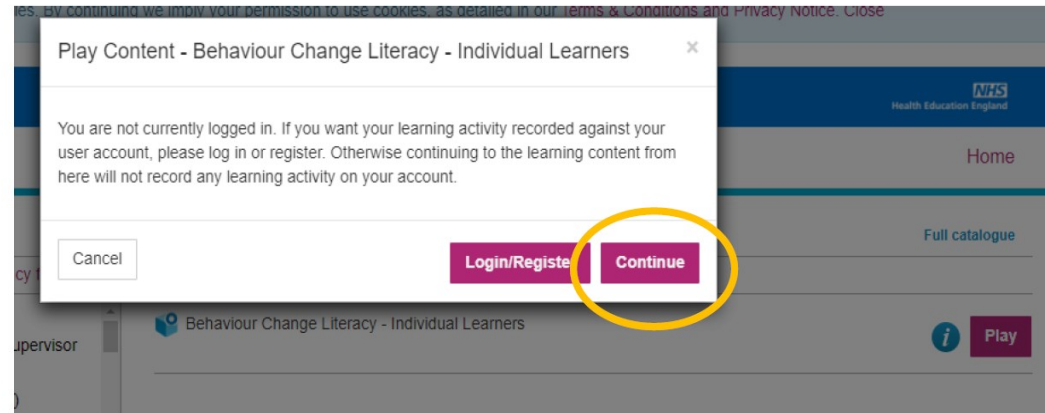 ies. By continuing we imply your permission to use cookies, as detailed in our Terms & Conditions and Privacy Notice. Close
Play Content - Behaviour Change Literacy - Individual Learners ×
NHS
Health Education England
You are not currently logged in. If you want your learning activity recorded against your
user account, please log in or register. Otherwise continuing to the learning content from
here will not record any learning activity on your account.
Home
Full catalogue
Cancel Login/Registe Continue
cy f
Behaviour Change Literacy - Individual Learners
i Play
upervisor
)